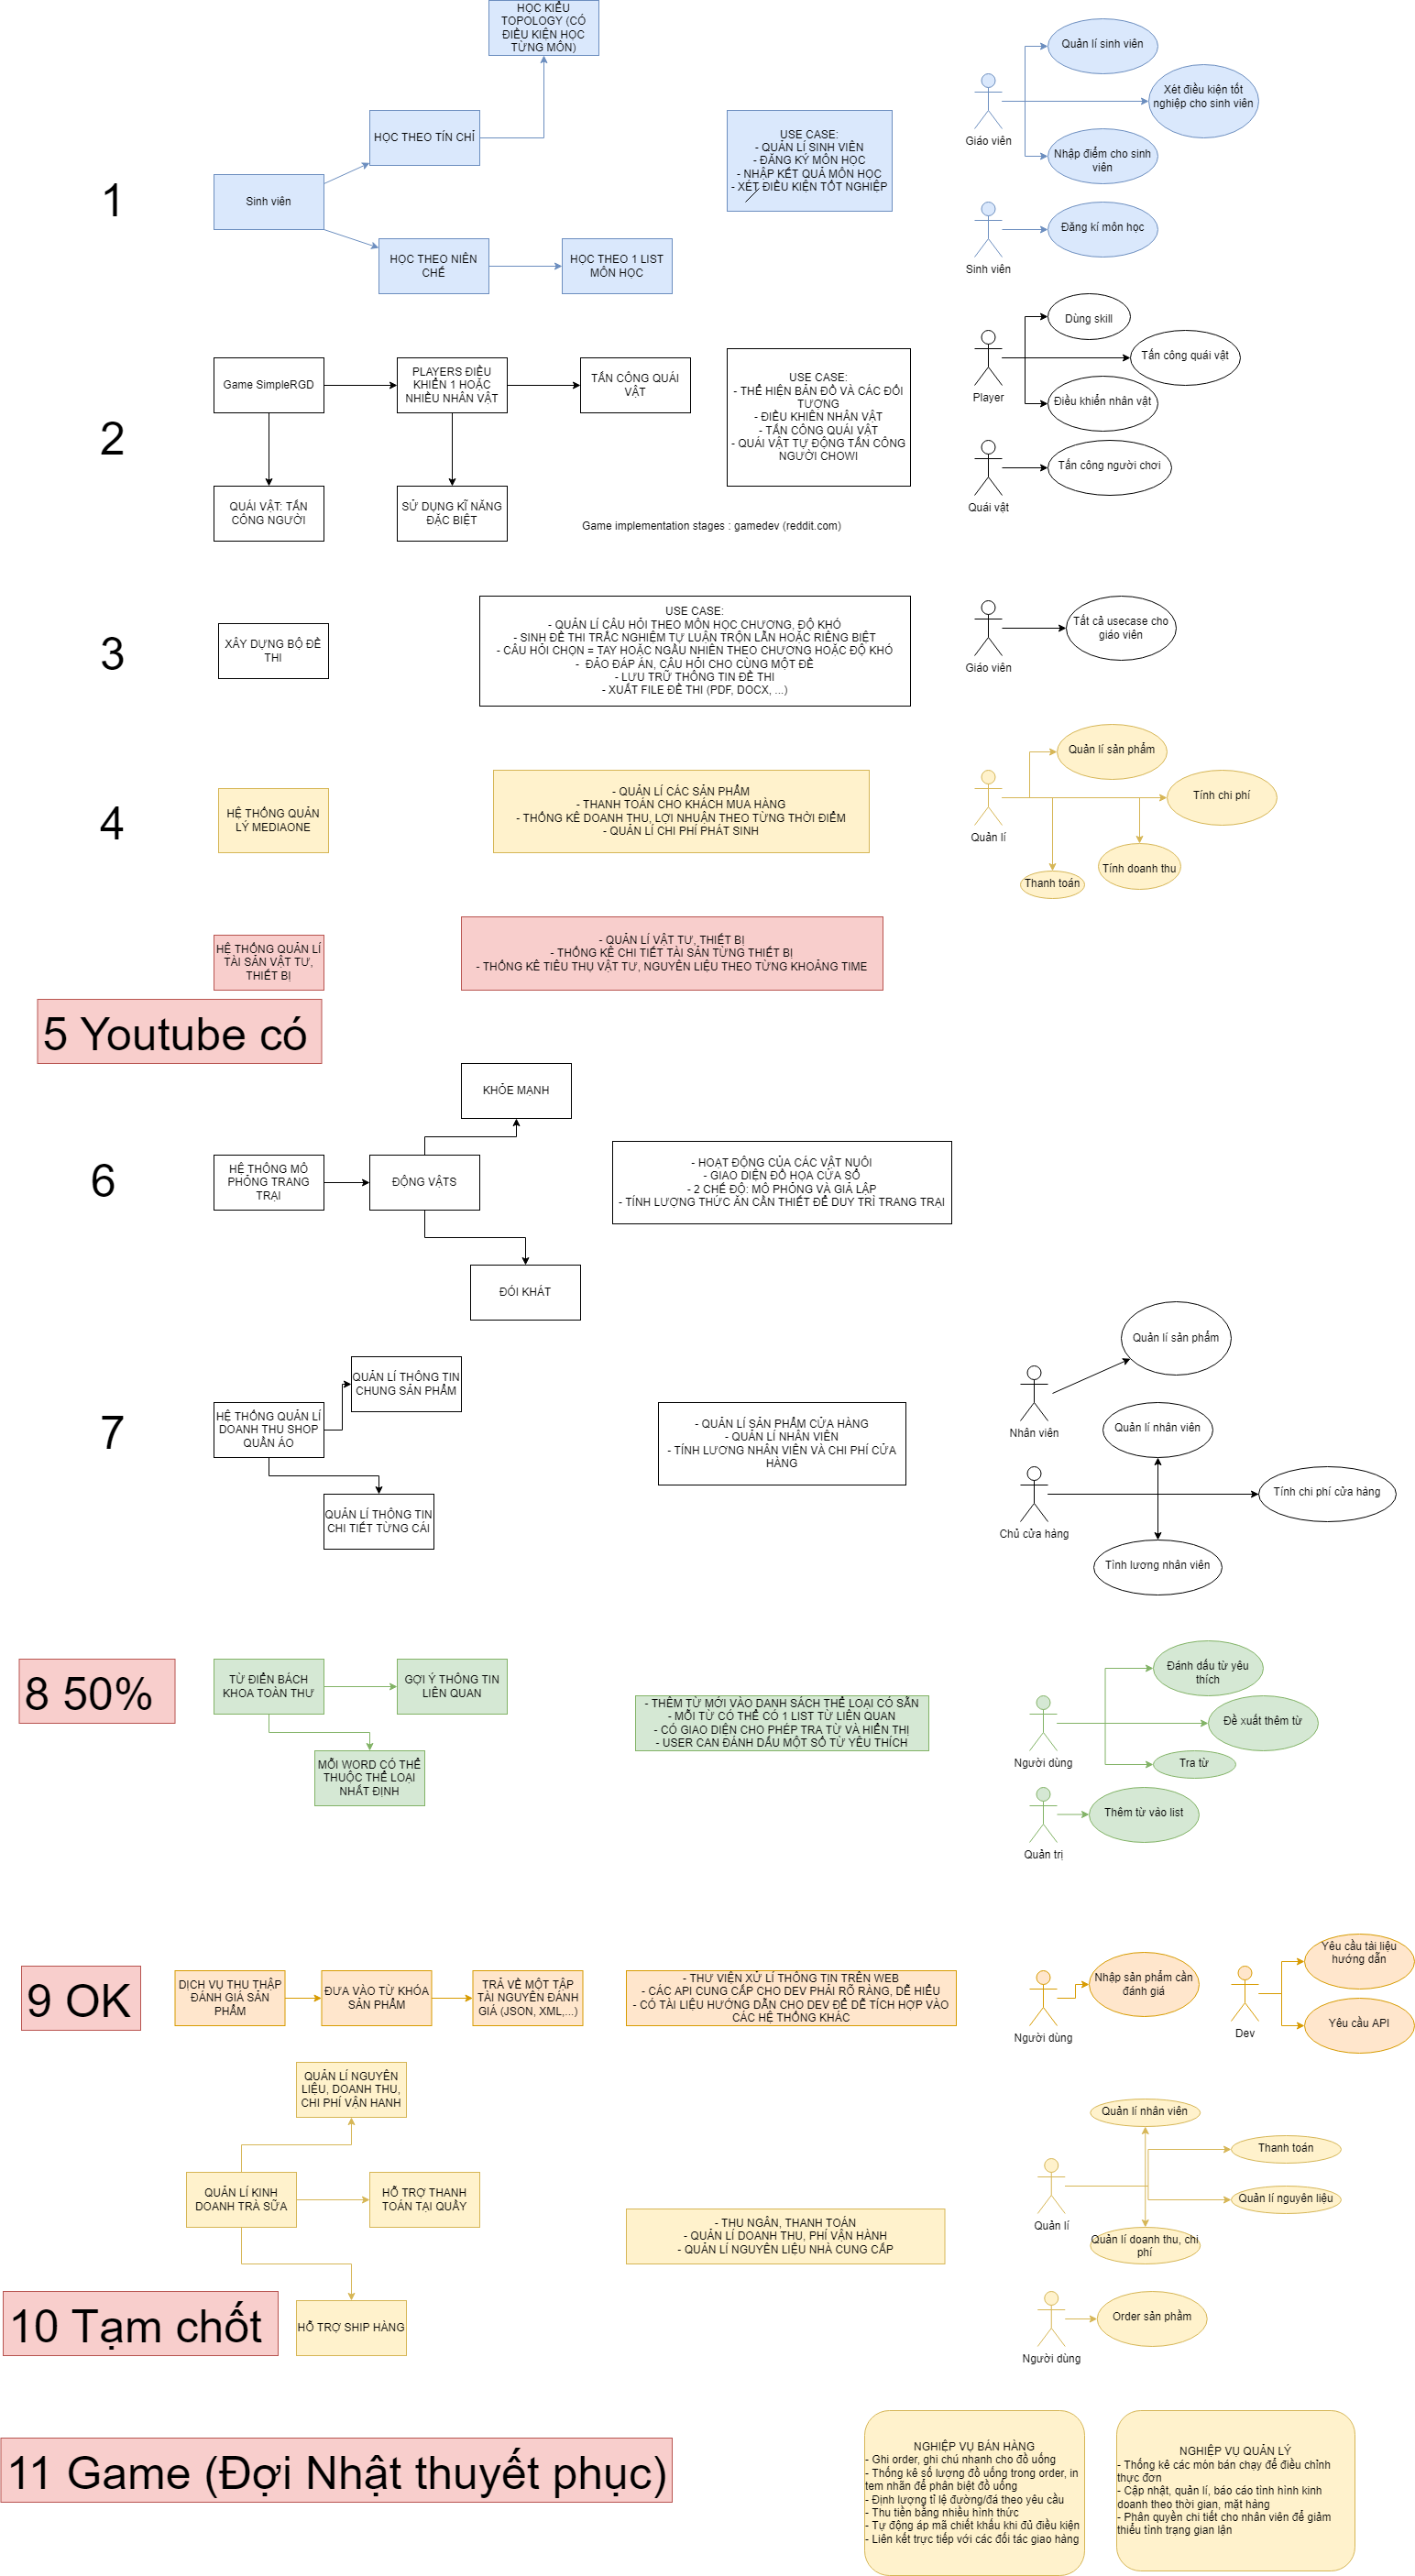 HỌC KIỂU
TOPOLOGY (CÓ
ĐIỀU KIỆN HỌC
TỪNG MÔN)
HỌC THEO TÍN CHỈ
1
Sinh viên
HỌC THEO NIÊN
CHẾ
HỌC THEO 1 LIST
MÔN HỌC
USE CASE:
- QUẢN LÍ SINH VIÊN
- ĐĂNG KÝ MÔN HỌC
- NHẬP KẾT QUẢ MÔN HỌC
- XÉT ĐIỀU KIỆN TỐT NGHIỆP
Quản lí sinh viên
Xét điều kiện tốt
nghiệp cho sinh viên
Giáo viên
Nhập điểm cho sinh
viên
Đăng kí môn học
Sinh viên
2
Game SimpleRGD
PLAYERS ĐIỀU
KHIỂN 1 HOẶC
NHIỀU NHÂN VẬT
TẤN CÔNG QUÁI
VẬT
QUÁI VẬT: TẤN
CÔNG NGƯỜI
SỬ DỤNG KĨ NĂNG
ĐẶC BIỆT
USE CASE:
- THỂ HIỆN BẢN ĐỒ VÀ CÁC ĐỐI
TƯỢNG
- ĐIỀU KHIỂN NHÂN VẬT
- TẤN CÔNG QUÁI VẬT
- QUÁI VẬT TỰ ĐỘNG TẤN CÔNG
NGƯỜI CHOWI
Game implementation stages : gamedev (reddit.com)
Dùng skill
Tấn công quái vật
Player
Điều khiển nhân vật
Tấn công người chơi
Quái vật
3
XÂY DỰNG BỘ ĐỀ
THI
USE CASE:
- QUẢN LÍ CÂU HỎI THEO MÔN HỌC CHƯƠNG, ĐỘ KHÓ
- SINH ĐỀ THI TRẮC NGHIỆM TỰ LUẬN TRỘN LẪN HOẶC RIÊNG BIỆT
- CÂU HỎI CHỌN = TAY HOẶC NGẪU NHIÊN THEO CHƯƠNG HOẶC ĐỘ KHÓ
- ĐẢO ĐÁP ÁN, CÂU HỎI CHO CÙNG MỘT ĐỀ
- LƯU TRỮ THÔNG TIN ĐỀ THI
- XUẤT FILE ĐỀ THI (PDF, DOCX, ...)
Tất cả usecase cho
giáo viên
Giáo viên
4
HỆ THỐNG QUẢN
LÝ MEDIAONE
- QUẢN LÍ CÁC SẢN PHẨM
- THANH TOÁN CHO KHÁCH MUA HÀNG
- THỐNG KÊ DOANH THU, LỢI NHUẬN THEO TỪNG THỜI ĐIỂM
- QUẢN LÍ CHI PHÍ PHÁT SINH
Quản lí sản phẩm
Tính chi phí
Quản lí
Tính doanh thu
Thanh toán
HỆ THỐNG QUẢN LÍ
TÀI SẢN VẬT TƯ,
THIẾT BỊ
- QUẢN LÍ VẬT TƯ, THIẾT BỊ
- THỐNG KÊ CHI TIẾT TÀI SẢN TỪNG THIẾT BỊ
- THỐNG KÊ TIÊU THỤ VẬT TƯ, NGUYÊN LIỆU THEO TỪNG KHOẢNG TIME
5 Youtube có
KHỎE MẠNH
6
HỆ THỐNG MÔ
PHỎNG TRANG
TRẠI
ĐỘNG VẬTS
ĐÓI KHÁT
- HOẠT ĐỘNG CỦA CÁC VẬT NUÔI
- GIAO DIỆN ĐỒ HỌA CỬA SỔ
- 2 CHẾ ĐỘ: MÔ PHỎNG VÀ GIẢ LẬP
- TÍNH LƯỢNG THỨC ĂN CẦN THIẾT ĐỂ DUY TRÌ TRANG TRẠI
7
QUẢN LÍ THÔNG TIN
CHUNG SẢN PHẨM
HỆ THỐNG QUẢN LÍ
DOANH THU SHOP
QUẦN ÁO
QUẢN LÍ THÔNG TIN
CHI TIẾT TỪNG CÁI
- QUẢN LÍ SẢN PHẨM CỬA HÀNG
- QUẢN LÍ NHÂN VIÊN
- TÍNH LƯƠNG NHÂN VIÊN VÀ CHI PHÍ CỬA
HÀNG
Quản lí sản phẩm
Nhân viên
Quản lí nhân viên
Tính chi phí cửa hàng
Chủ cửa hàng
Tính lương nhân viên
8 50%
TỪ ĐIỂN BÁCH
KHOA TOÀN THƯ
GỢI Ý THÔNG TIN
LIÊN QUAN
MỖI WORD CÓ THỂ
THUỘC THỂ LOẠI
NHẤT ĐỊNH
- THÊM TỪ MỚI VÀO DANH SÁCH THỂ LOẠI CÓ SẴN
- MỖI TỪ CÓ THỂ CÓ 1 LIST TỪ LIÊN QUAN
- CÓ GIAO DIỆN CHO PHÉP TRA TỪ VÀ HIỂN THỊ
- USER CAN ĐÁNH DẤU MỘT SỐ TỪ YÊU THÍCH
Đánh dấu từ yêu
thích
Đề xuất thêm từ
Người dùng
Tra từ
Thêm từ vào list
Quản trị
9 OK
DỊCH VỤ THU THẬP
ĐÁNH GIÁ SẢN
PHẨM
ĐƯA VÀO TỪ KHÓA
SẢN PHẨM
TRẢ VỀ MỘT TẬP
TÀI NGUYÊN ĐÁNH
GIÁ (JSON, XML,...)
- THƯ VIỆN XỬ LÍ THÔNG TIN TRÊN WEB
- CÁC API CUNG CẤP CHO DEV PHẢI RÕ RÀNG, DỄ HIỂU
- CÓ TÀI LIỆU HƯỚNG DẪN CHO DEV ĐỂ DỄ TÍCH HỢP VÀO
CÁC HỆ THỐNG KHÁC
Nhập sản phẩm cần
đánh giá
Người dùng
Yêu cầu tải liệu
hướng dẫn
Yêu cầu API
Dev
QUẢN LÍ NGUYÊN
LIỆU, DOANH THU,
CHI PHÍ VẬN HÀNH
QUẢN LÍ KINH
DOANH TRÀ SỮA
HỖ TRỢ THANH
TOÁN TẠI QUẦY
10 Tạm chốt
HỖ TRỢ SHIP HÀNG
- THU NGÂN, THANH TOÁN
- QUẢN LÍ DOANH THU, PHÍ VẬN HÀNH
- QUẢN LÍ NGUYÊN LIỆU NHÀ CUNG CẤP
Quản lí nhân viên
Thanh toán
Quản lí nguyên liệu
Quản lí
Quản lí doanh thu, chi
phí
Order sản phẩm
Người dùng
11 Game (Đợi Nhật thuyết phục)
NGHIỆP VỤ BÁN HÀNG
- Ghi order, ghi chú nhanh cho đồ uống
- Thống kê số lượng đồ uống trong order, in
tem nhãn để phân biệt đồ uống
- Định lượng tỉ lệ đường/đá theo yêu cầu
- Thu tiền bằng nhiều hình thức
- Tự động áp mã chiết khấu khi đủ điều kiện
- Liên kết trực tiếp với các đối tác giao hàng
NGHIỆP VỤ QUẢN LÝ
- Thống kê các món bán chạy để điều chỉnh
thực đơn
- Cập nhật, quản lí, báo cáo tình hình kinh
doanh theo thời gian, mặt hàng
- Phân quyền chi tiết cho nhân viên để giảm
thiểu tình trạng gian lận